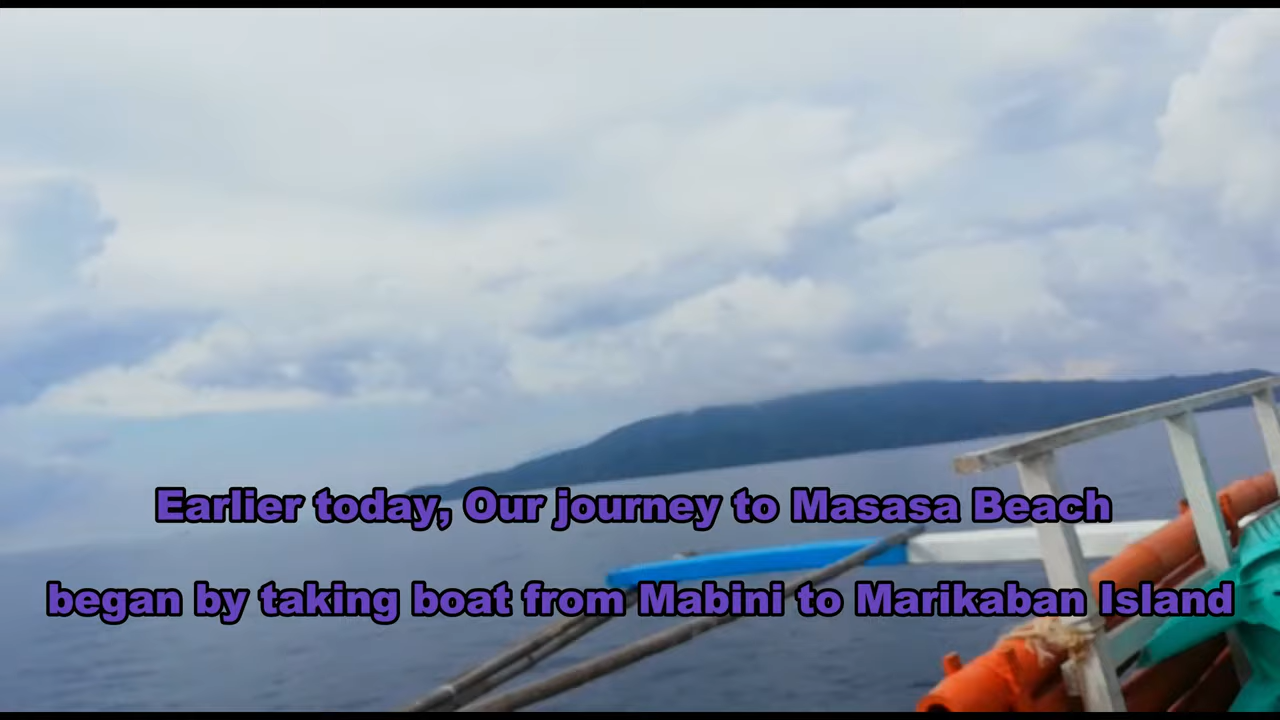 Earlier today, Our journey to Masasa Beach
began by taking boat from Mabini to Marikaban Island